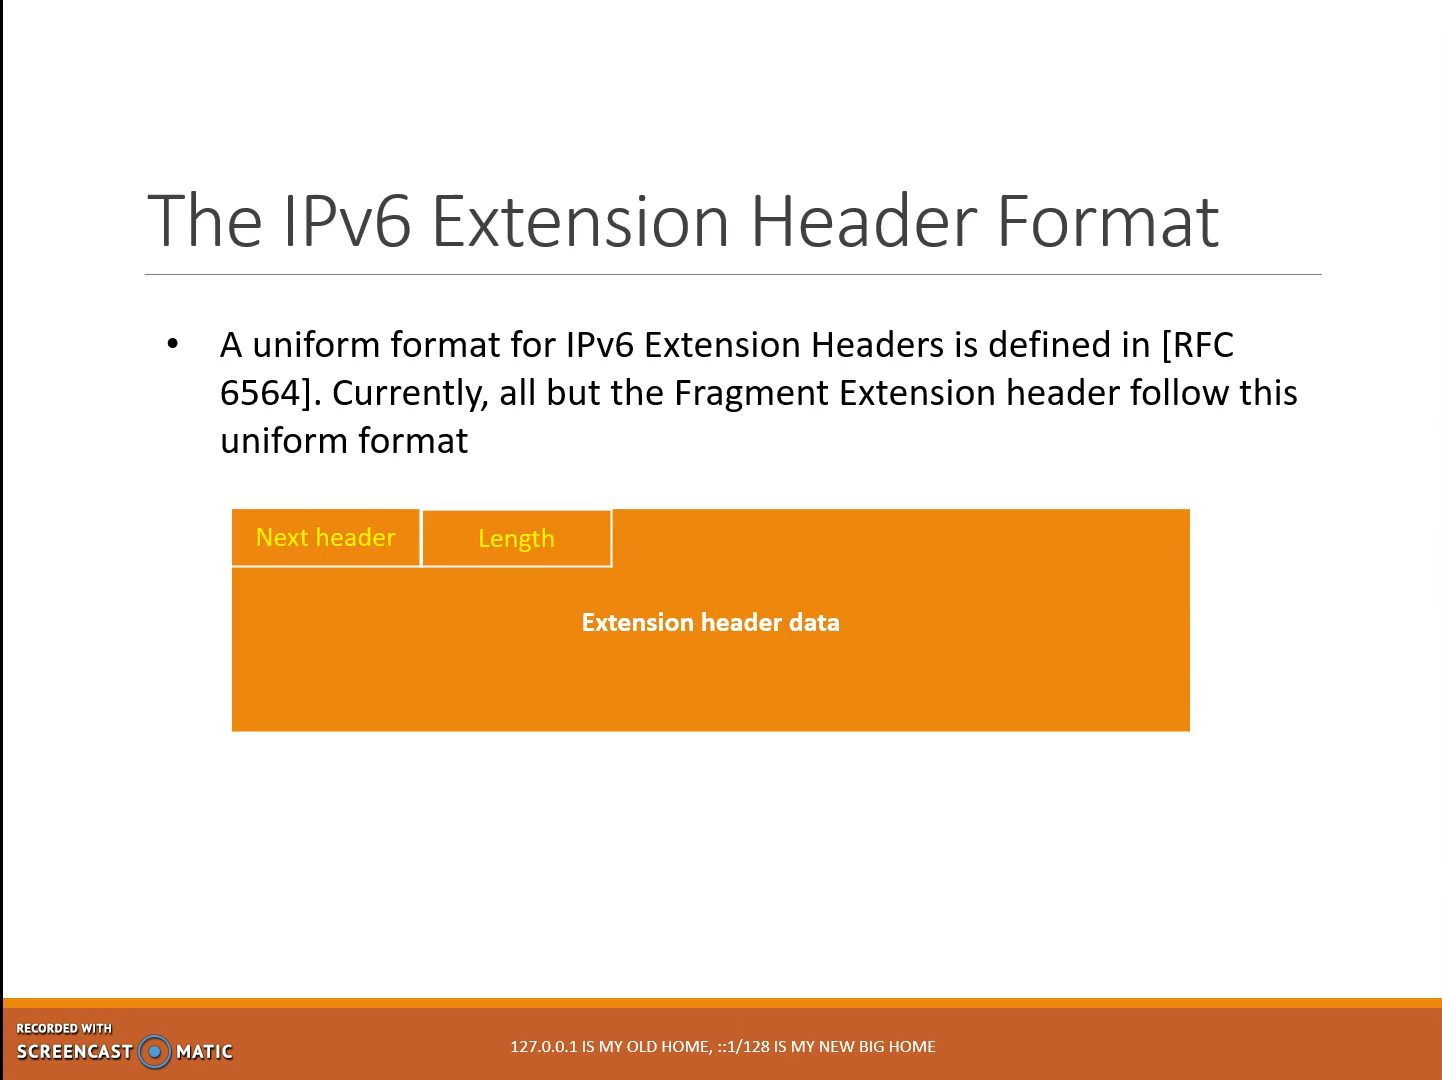 The IPv6 Extension Header Format
• A uniform format for IPv6 Extension Headers is defined in [RFC
6564]. Currently, all but the Fragment Extension header follow this
uniform format
Next header
Length
Extension header data
RECORDED WITH
SCREENCAST MATIC
127.0.0.1 IS MY OLD HOME, ::1/128 IS MY NEW BIG HOME